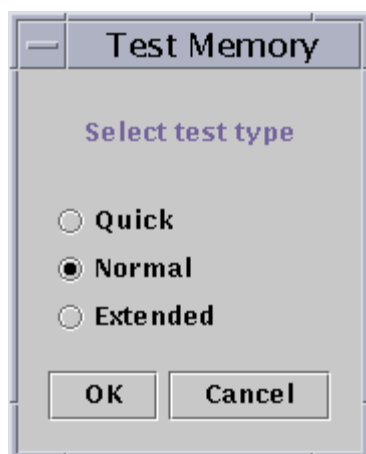 Test Memory
Select test type
Quick
Normal
Extended
OK Cancel